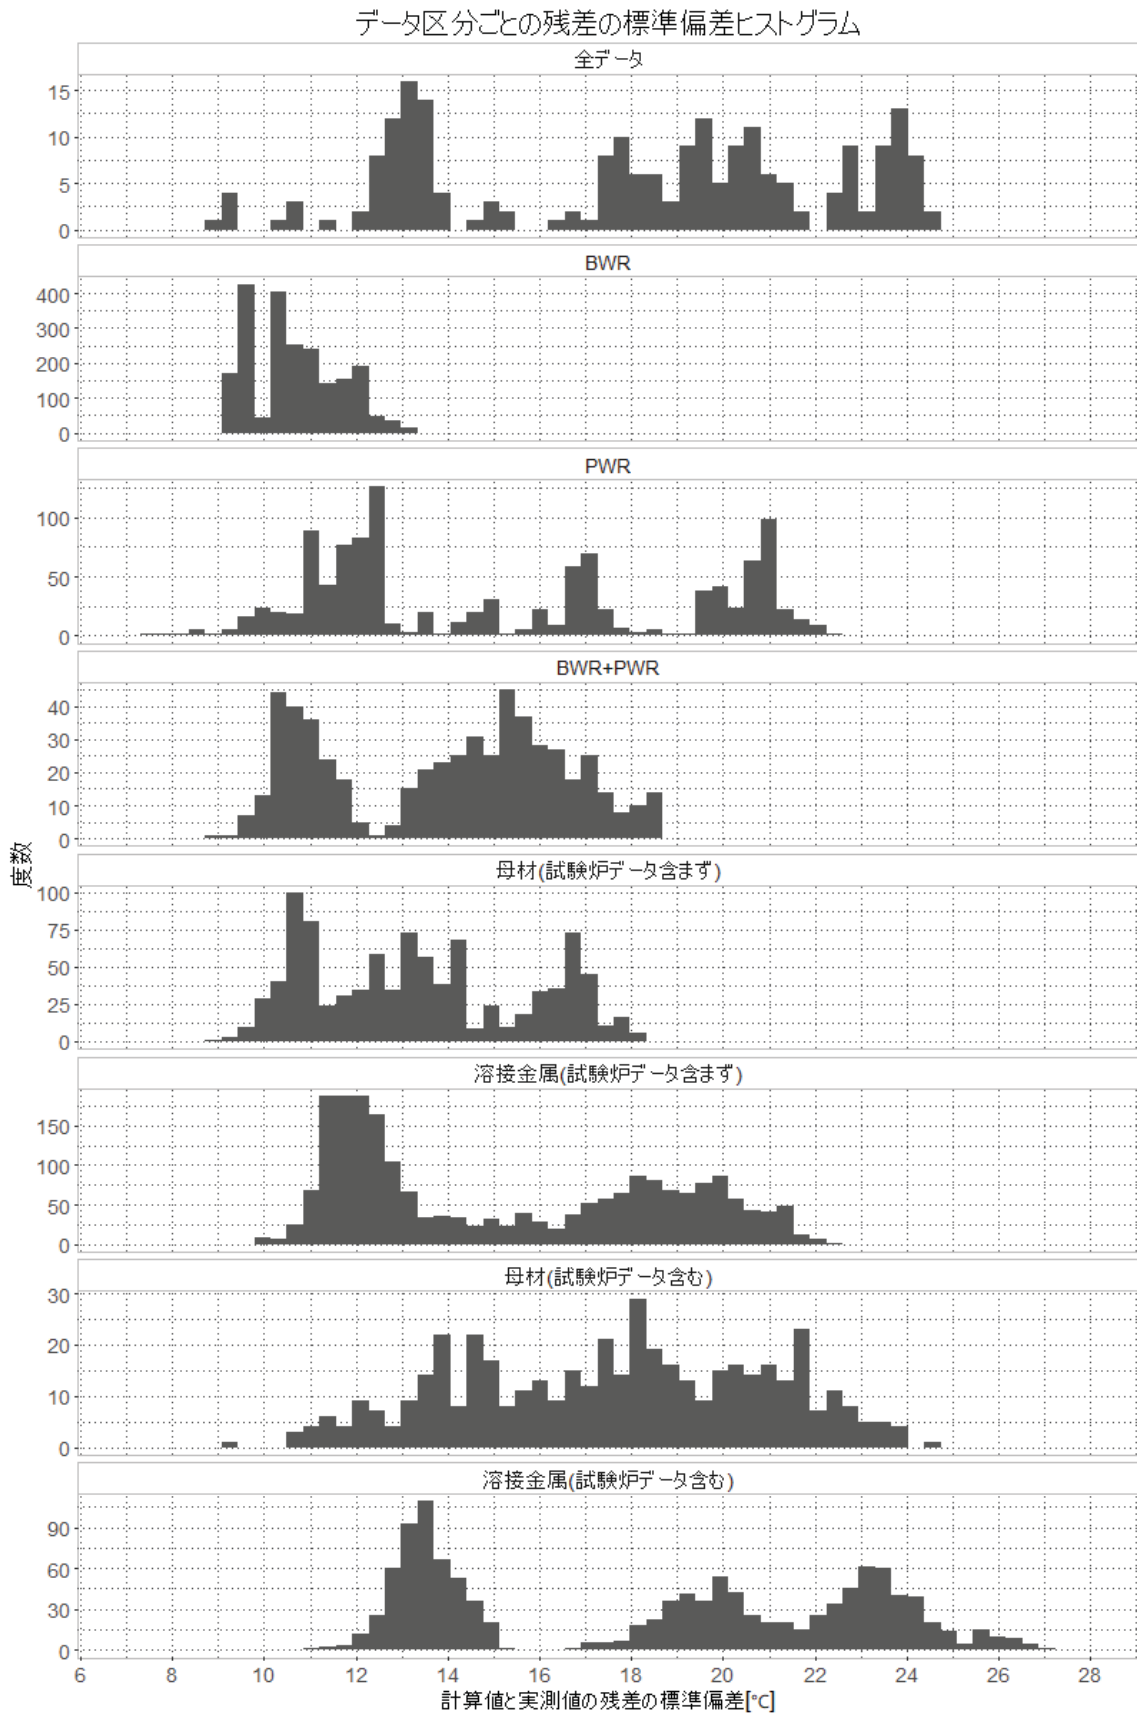 データ区分ごとの残差の標準偏差ヒストグラム
全データ
15
10
5
0
BWR
400
300
200
100
0
PWR
100
50
0
BWR+PWR
40
30
20
10
0
度数
母材(試験炉データ含まず)
100
75
50
25
0
溶接金属(試験炉データ含まず)
150
100
50
0
母材(試験炉データ含む)
30
20
10
0
溶接金属(試験炉データ含む)
90
60
30
0
6 8 10 12 14 16 18 20 22 24 26 28
計算値と実測値の残差の標準偏差[℃]